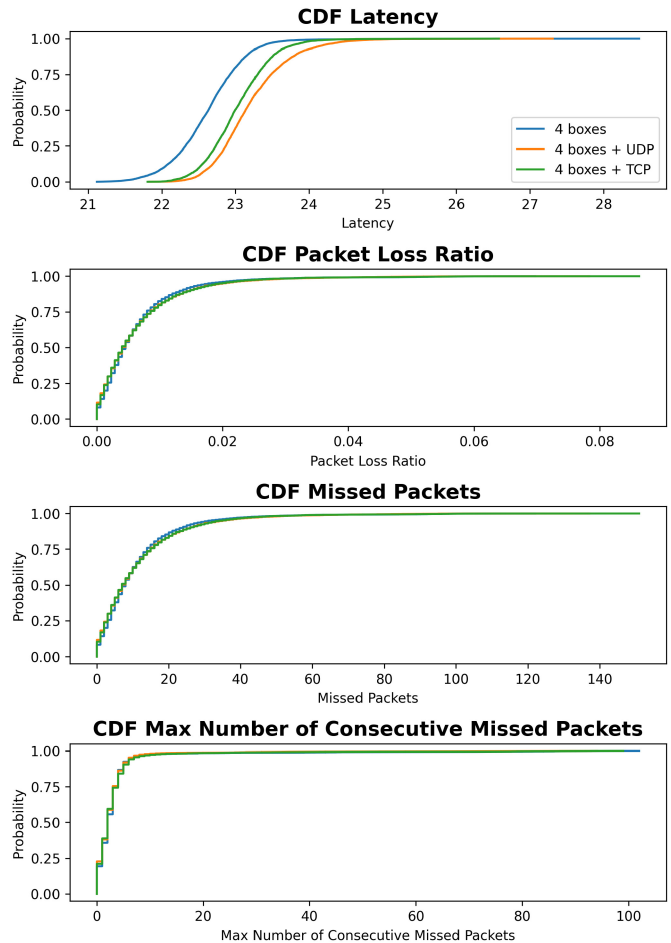 CDF Latency
1.00
0.75
0.50
0.25
0.00
Probability
4 boxes
4 boxes + UDP
4 boxes + TCP
21 22 23 24 25 26 27 28
Latency
CDF Packet Loss Ratio
1.00
0.75
0.50
0.25
0.00
Probability
0.00 0.02 0.04 0.06 0.08
Packet Loss Ratio
CDF Missed Packets
1.00
0.75
0.50
0.25
0.00
Probability
0 20 40 60 80 100 120 140
Missed Packets
CDF Max Number of Consecutive Missed Packets
1.00
0.75
0.50
0.25
0.00
Probability
0 20 40 60 80 100
Max Number of Consecutive Missed Packets